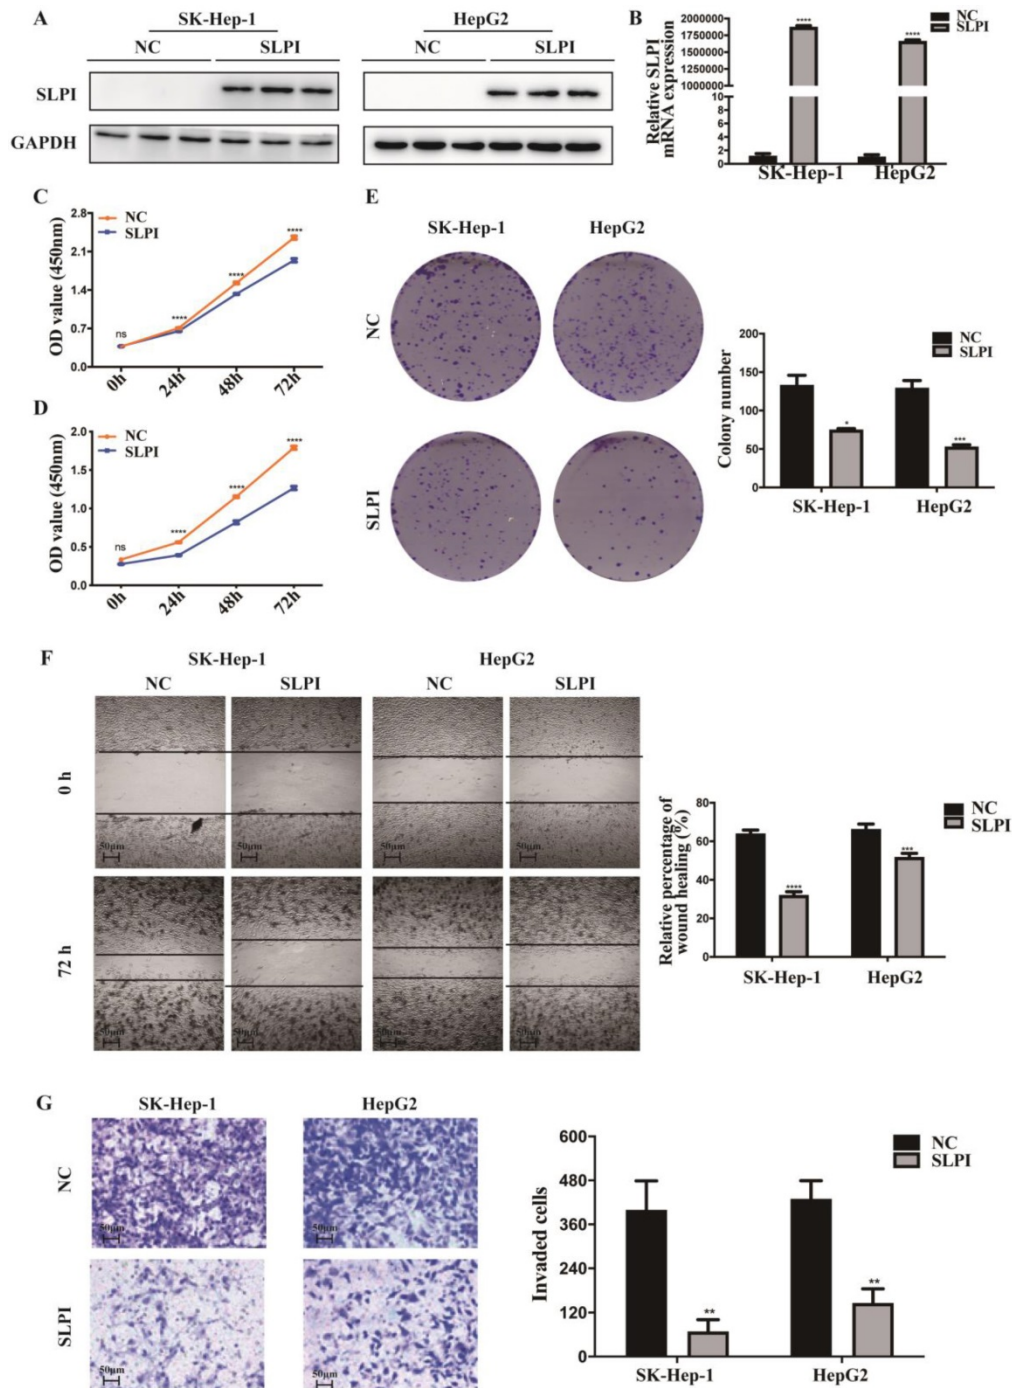 A
SK-Hep-1
HepG2
NC
SLPI
NC
SLPI
SLPI
GAPDH
B
Relative SLPI
mRNA expression
2000000
1750000
1500000
1250000
1000000
12
10
8
6
4
2
0
****
****
NC
SLPI
SK-Hep-1
HepG2
C
OD value (450nm)
2.8
2.1
1.4
0.7
0.0
NC
SLPI
ns
****
****
****
0h
24h
48h
72h
D
OD value (450nm)
2.0
1.5
1.0
0.5
0.0
NC
SLPI
ns
****
****
****
0h
24h
48h
72h
E
SK-Hep-1
HepG2
NC
SLPI
Colony number
200
150
100
50
0
*
***
NC
SLPI
SK-Hep-1
HepG2
F
SK-Hep-1
HepG2
NC
SLPI
NC
SLPI
0 h
50μm
50μm
50μm
50μm
72 h
50μm
50μm
50μm
50μm
Relative percentage of
wound healing (%)
80
60
40
20
0
****
***
NC
SLPI
SK-Hep-1
HepG2
G
SK-Hep-1
HepG2
NC
50μm
50μm
SLPI
50μm
50μm
Invaded cells
600
480
360
240
120
0
**
**
NC
SLPI
SK-Hep-1
HepG2